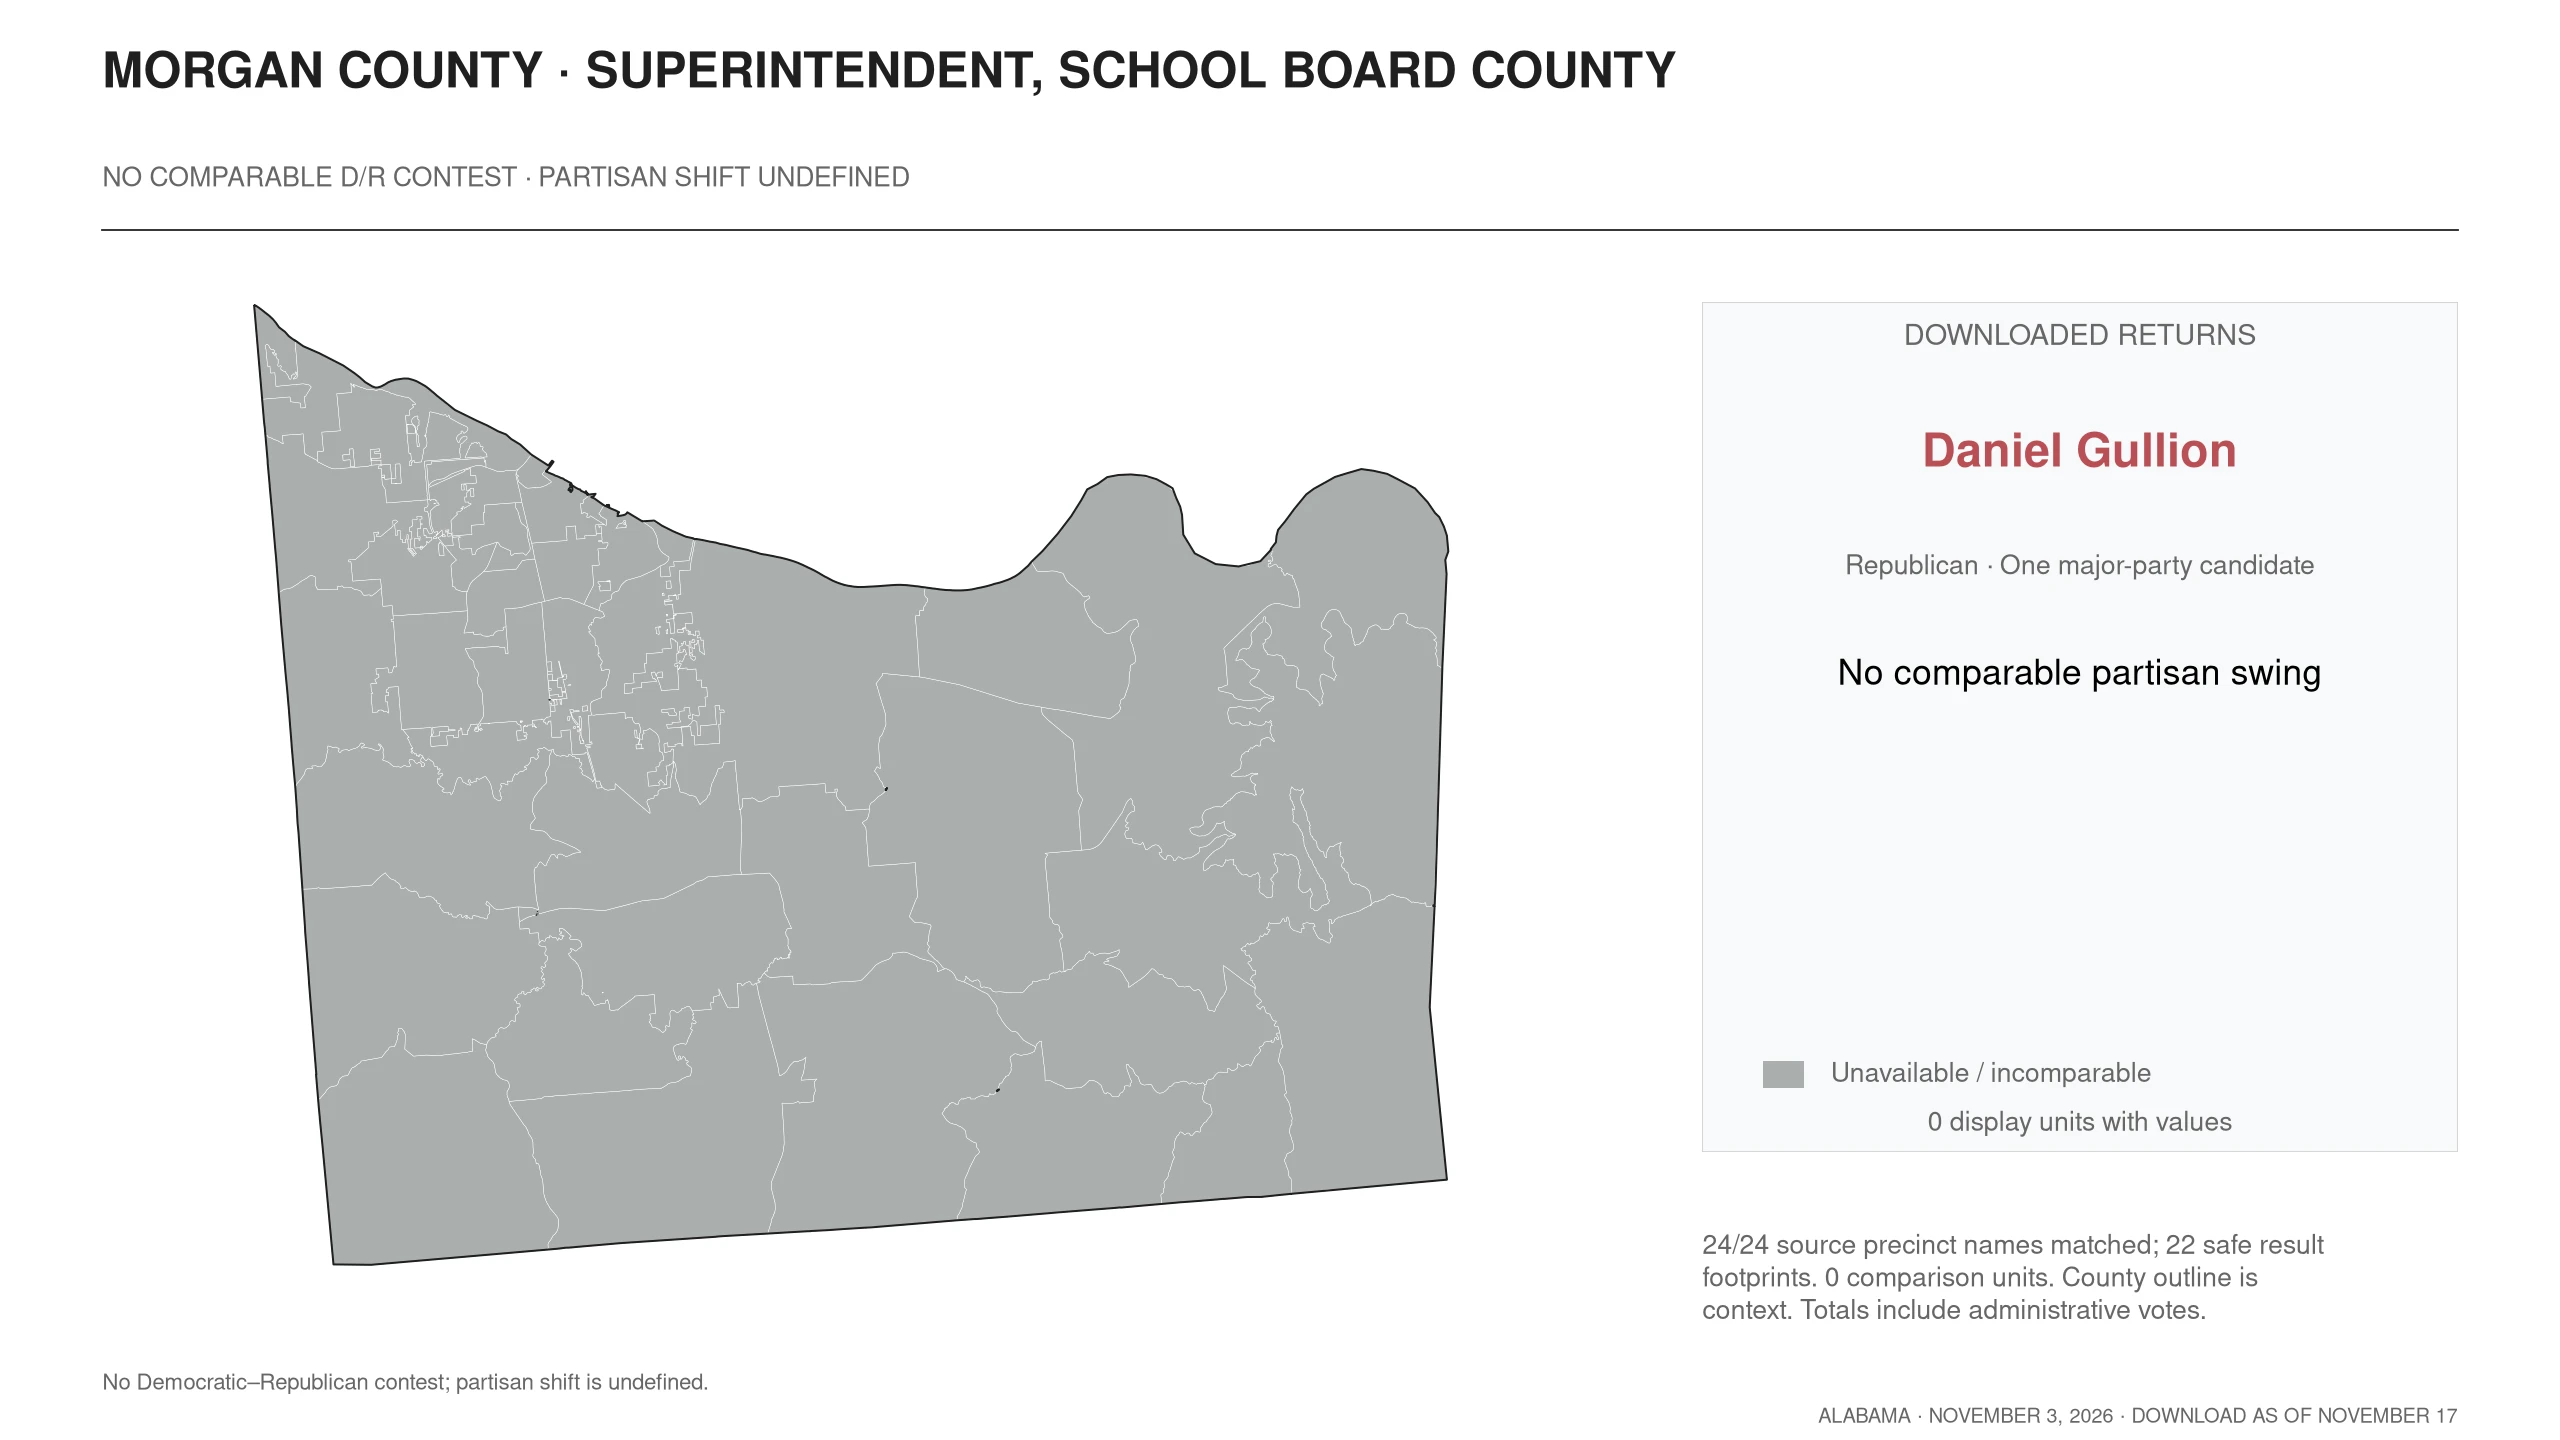 MORGAN COUNTY · SUPERINTENDENT, SCHOOL BOARD COUNTY
NO COMPARABLE D/R CONTEST · PARTISAN SHIFT UNDEFINED
DOWNLOADED RETURNS
Daniel Gullion
Republican · One major-party candidate
No comparable partisan swing
Unavailable / incomparable
0 display units with values
24/24 source precinct names matched; 22 safe result
footprints. 0 comparison units. County outline is
context. Totals include administrative votes.
No Democratic–Republican contest; partisan shift is undefined.
ALABAMA · NOVEMBER 3, 2026 · DOWNLOAD AS OF NOVEMBER 17